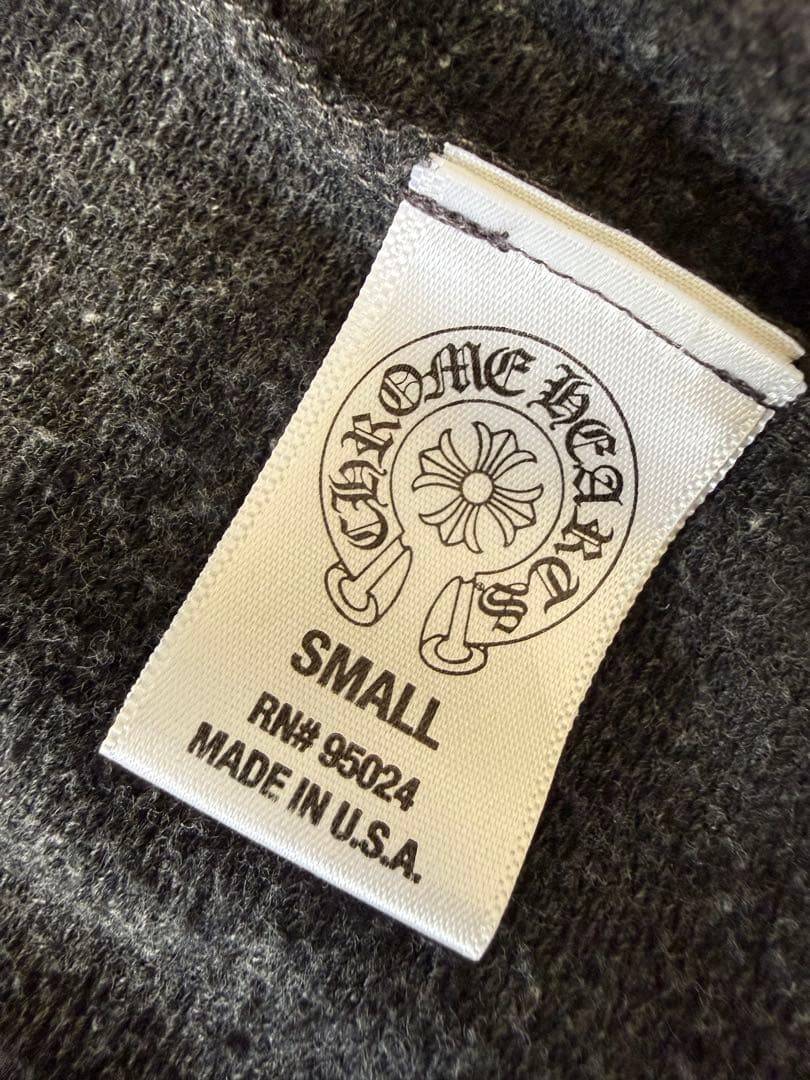 CHROME HEARTS
SMALL
RN# 95024
MADE IN U.S.A.